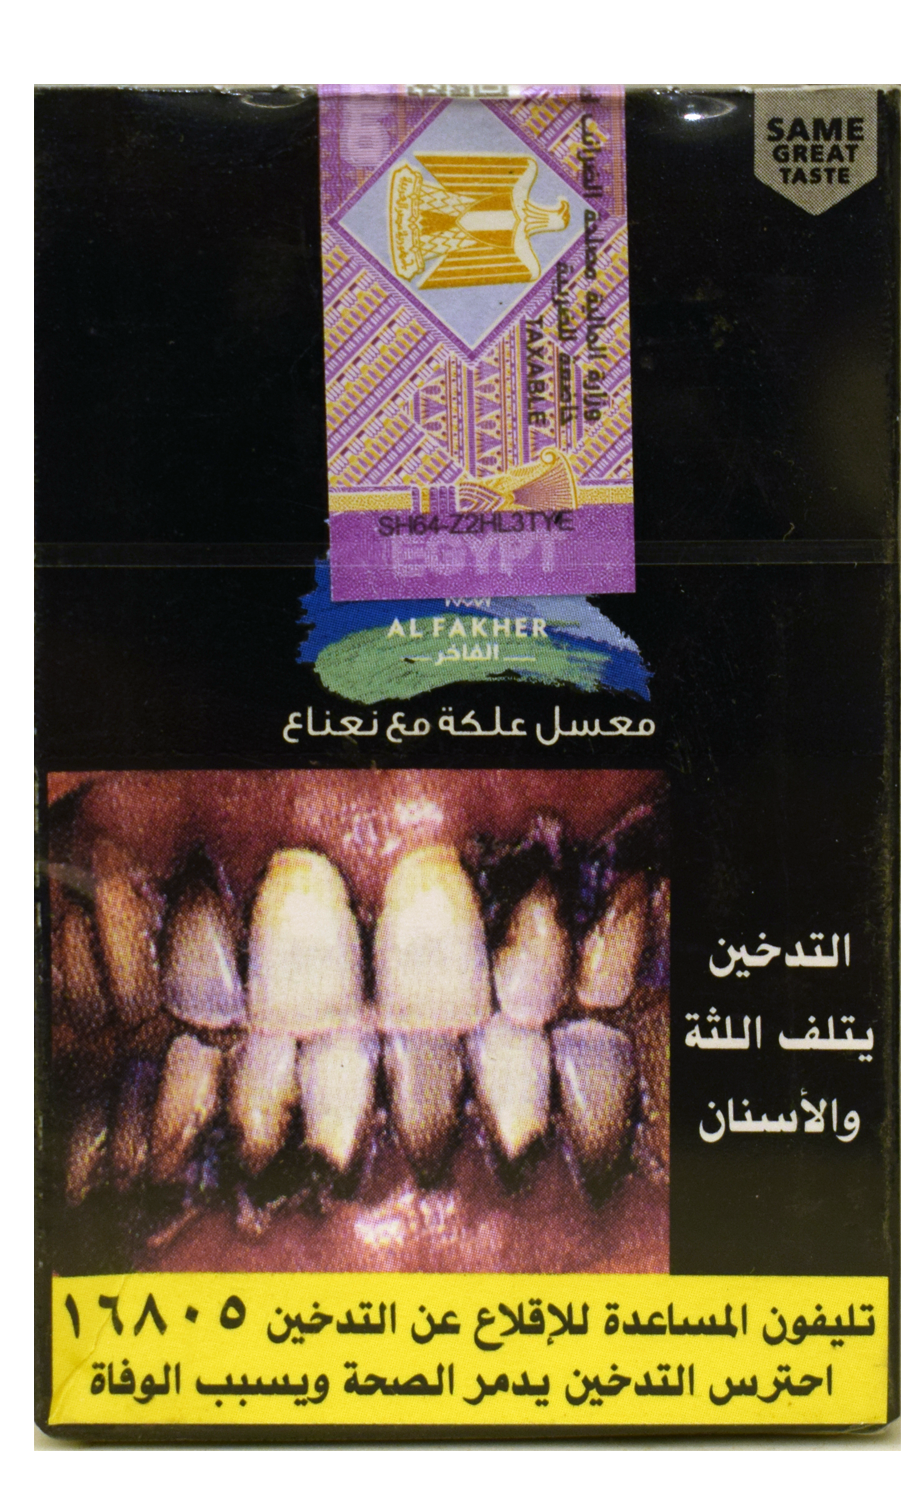 SAME
GREAT
TASTE
وزارة المالية مصلحة الضرائب
خاضعة للضريبة
TAXABLE
SH64-Z2HL3TYE
EGYPT
AL FAKHER
الفاخر
معسل علكة مع نعناع
التدخين
يتلف اللثة
والأسنان
تليفون المساعدة للإقلاع عن التدخين ١٦٨٠٥
احترس التدخين يدمر الصحة ويسبب الوفاة